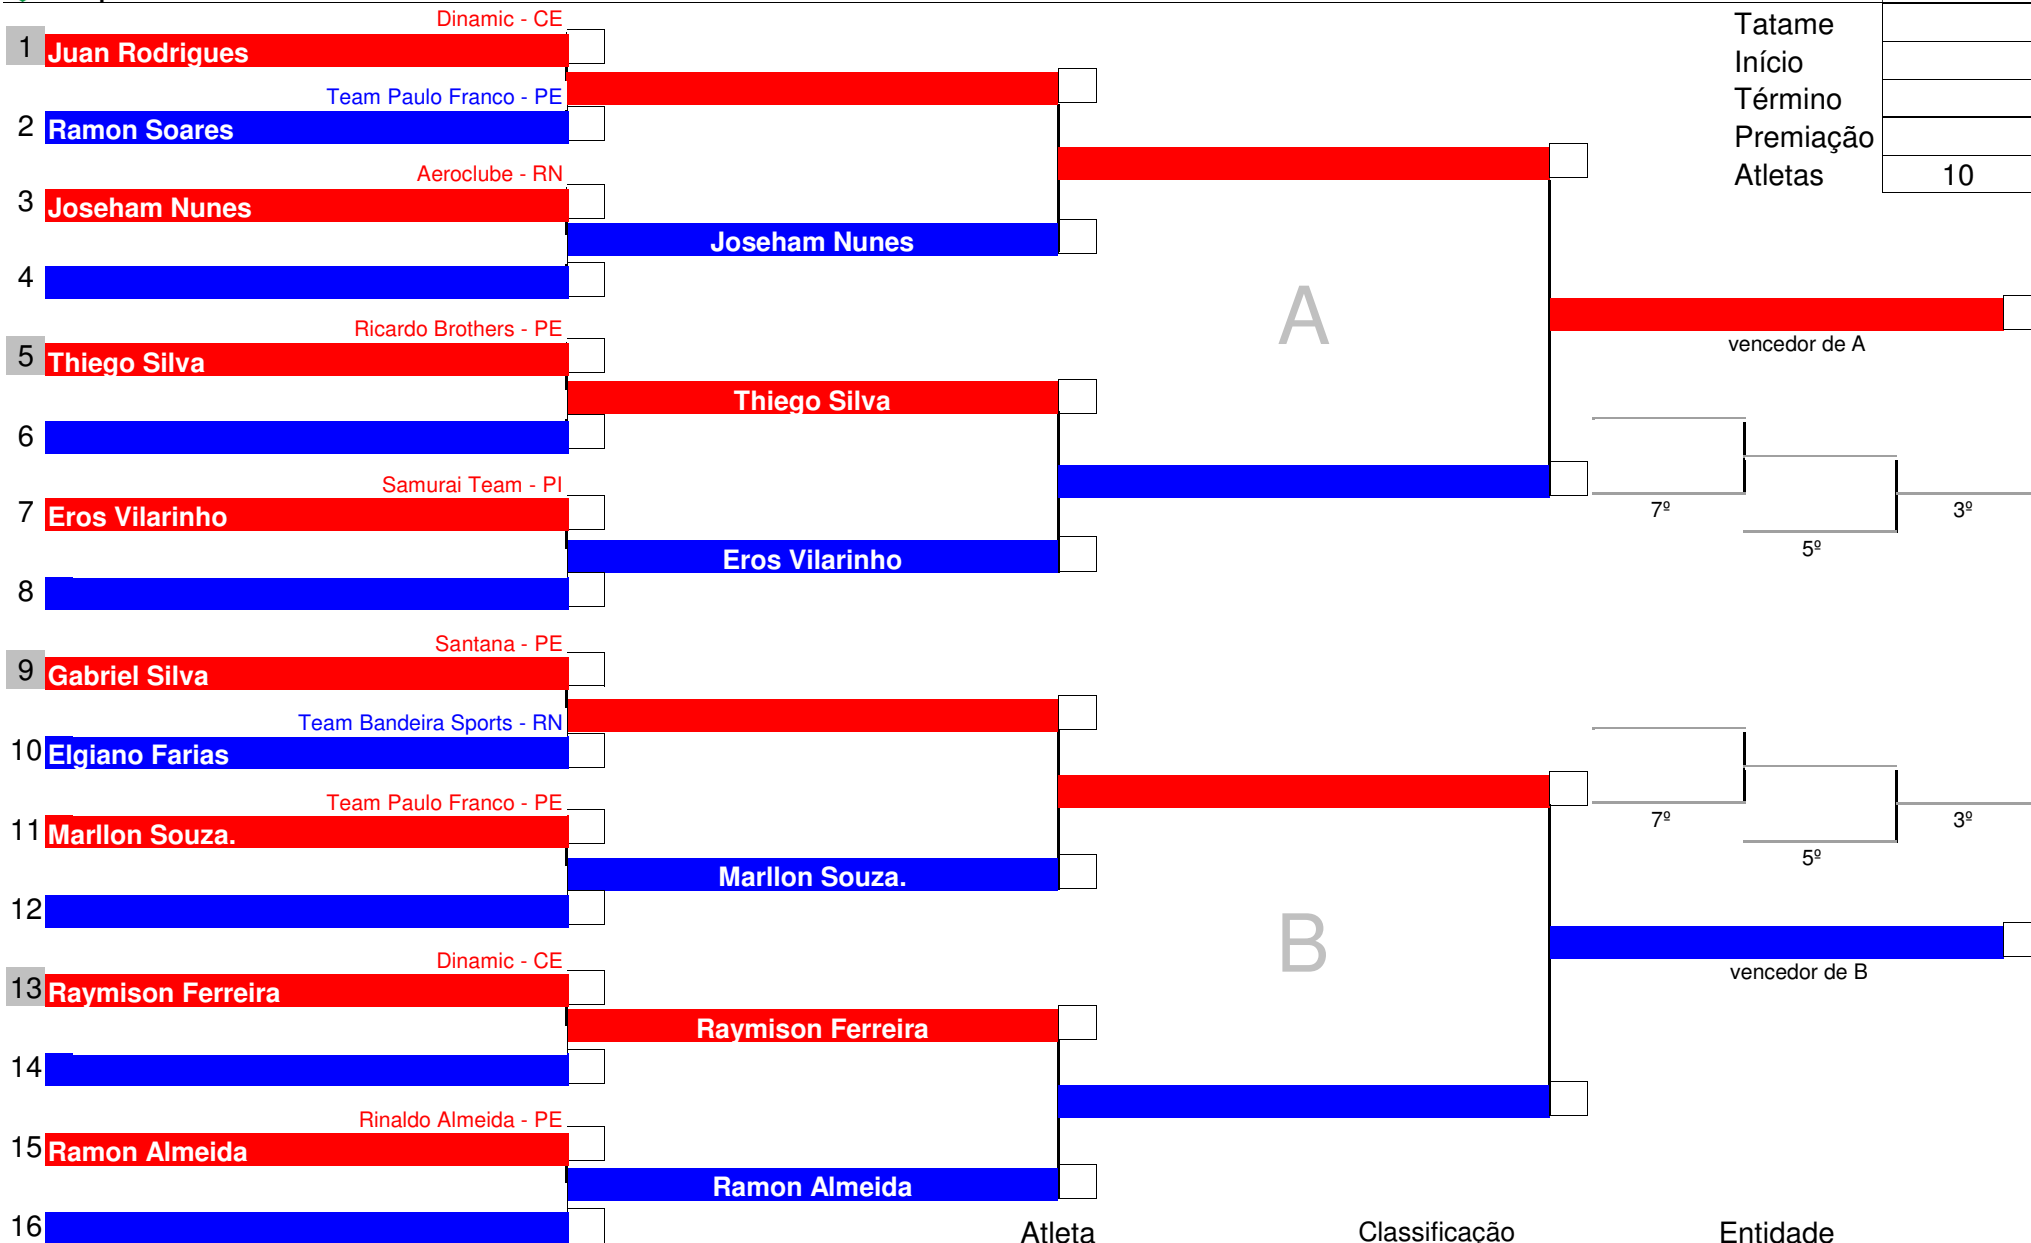 Dinamic - CE
1 Juan Rodrigues
Team Paulo Franco - PE
2 Ramon Soares
Aeroclube - RN
3 Joseham Nunes
Joseham Nunes
4
Ricardo Brothers - PE
5 Thiego Silva
Thiego Silva
6
Samurai Team - PI
7 Eros Vilarinho
Eros Vilarinho
8
Santana - PE
9 Gabriel Silva
Team Bandeira Sports - RN
10 Elgiano Farias
Team Paulo Franco - PE
11 Marllon Souza.
Marllon Souza.
12
Dinamic - CE
13 Raymison Ferreira
Raymison Ferreira
14
Rinaldo Almeida - PE
15 Ramon Almeida
Ramon Almeida
16
A
B
Tatame
Início
Término
Premiação
Atletas 10
vencedor de A
7º
5º
3º
7º
5º
3º
vencedor de B
Atleta Classificação Entidade